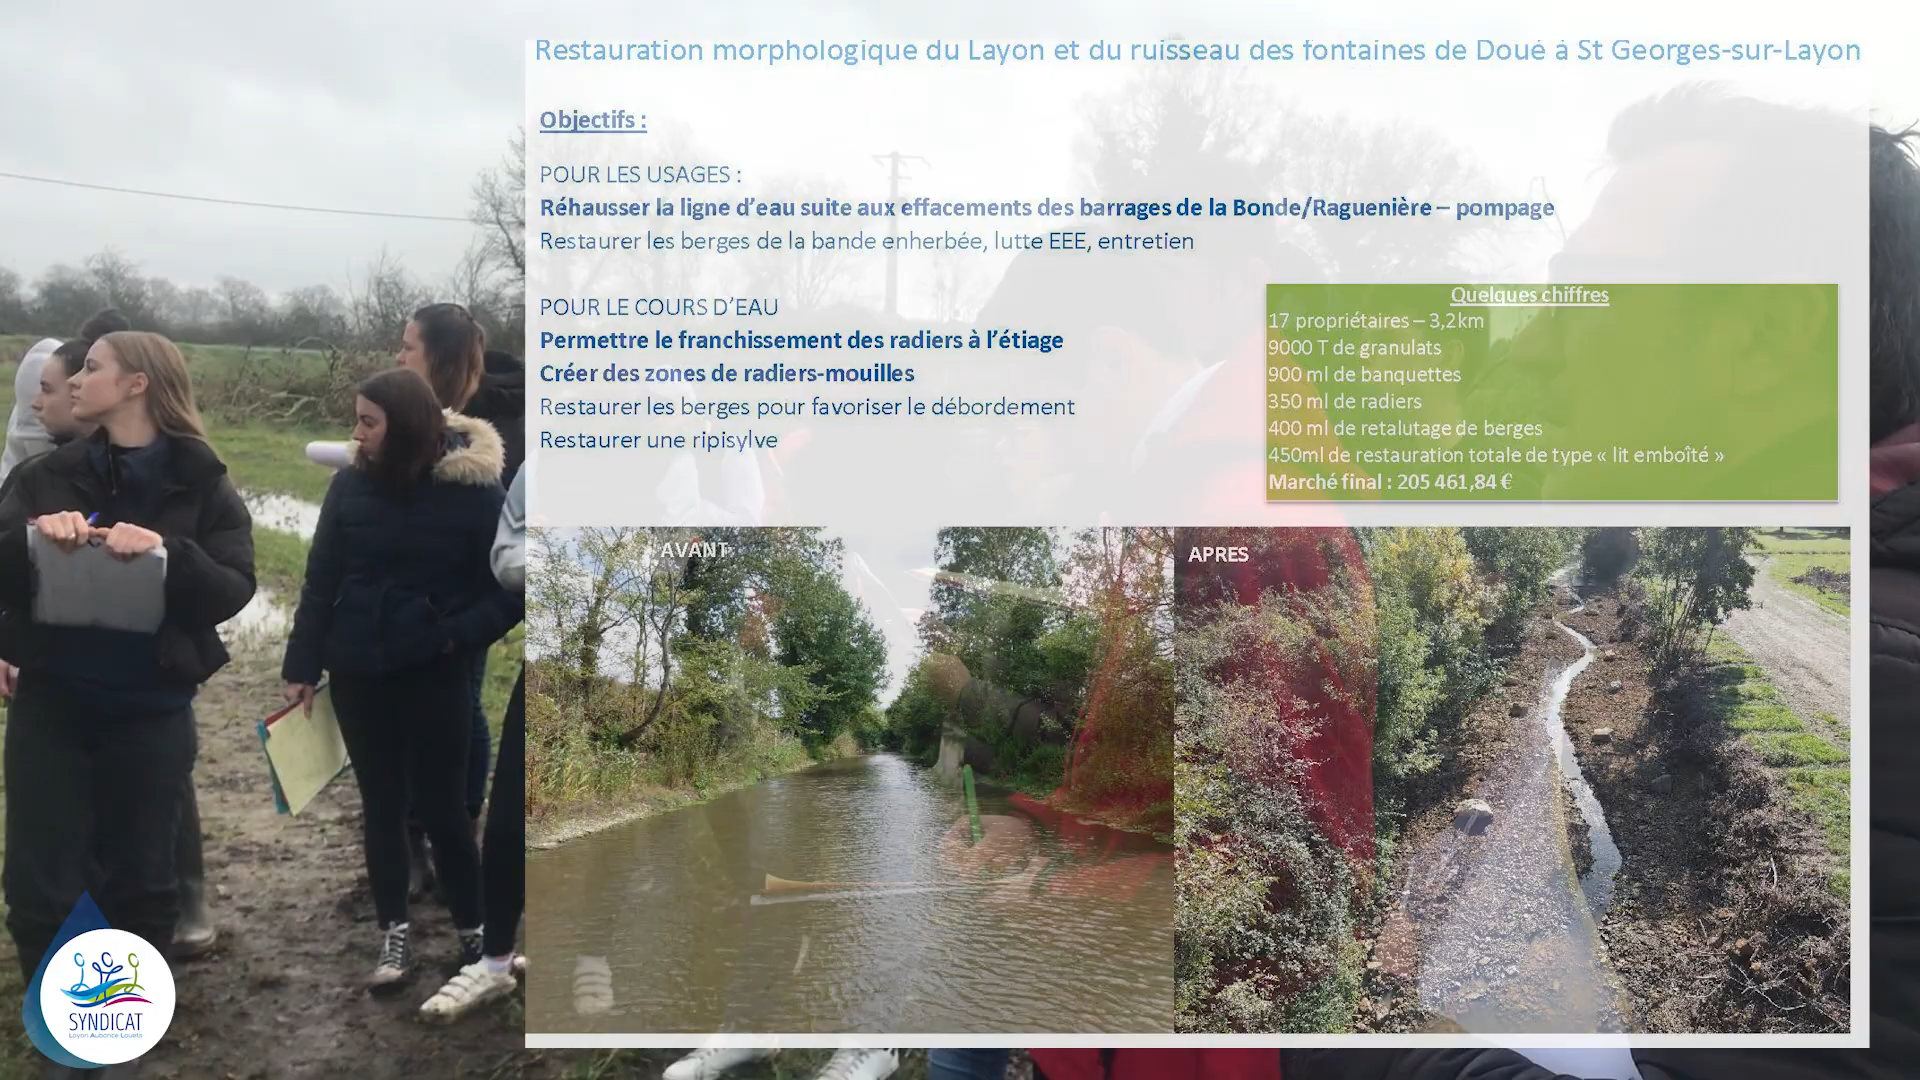 Restauration morphologique du Layon et du ruisseau des fontaines de Doué à St Georges-sur-Layon
Objectifs :
POUR LES USAGES :
Réhausser la ligne d’eau suite aux effacements des barrages de la Bonde/Raguenière – pompage
Restaurer les berges de la bande enherbée, lutte EEE, entretien
POUR LE COURS D’EAU
Permettre le franchissement des radiers à l’étiage
Créer des zones de radiers-mouilles
Restaurer les berges pour favoriser le débordement
Restaurer une ripisylve
Quelques chiffres
17 propriétaires – 3,2km
9000 T de granulats
900 ml de banquettes
350 ml de radiers
400 ml de retalutage de berges
450ml de restauration totale de type « lit emboîté »
Marché final : 205 461,84 €
AVANT
APRES
SYNDICAT
Layon Aubance Louets